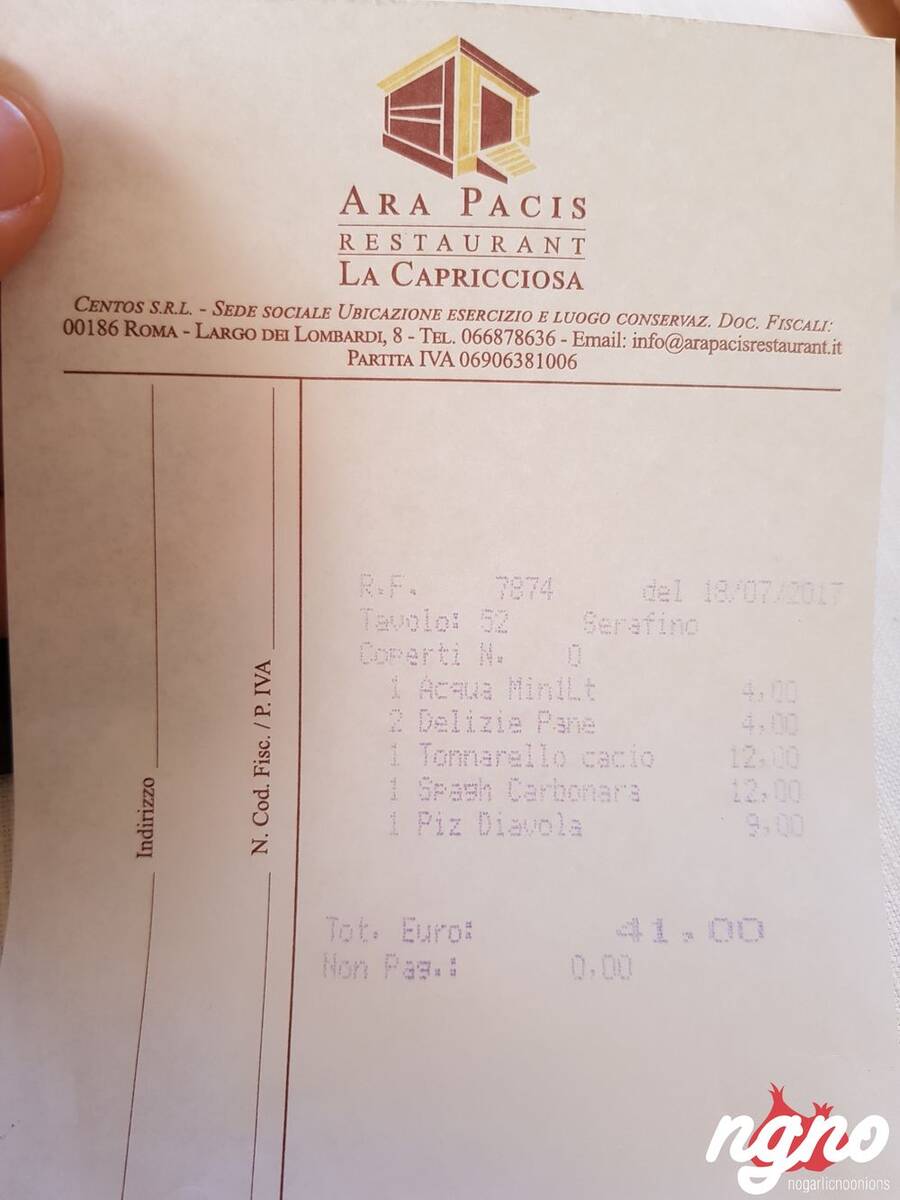 ARA PACIS
RESTAURANT
LA CAPRICCIOSA
CENTOS S.R.L. - SEDE SOCIALE UBICAZIONE ESERCIZIO E LUOGO CONSERVAZ. DOC. FISCALI:
00186 ROMA - LARGO DEI LOMBARDI, 8 - TEL. 066878636 - Email: info@arapacisrestaurant.it
PARTITA IVA 06906381006
Indirizzo
N. Cod. Fisc. / P. IVA
R.F. 7874 del 18/07/2017
Tavolo: 52 Serafino
Coperti N. 0
1 Acqua Min1Lt 4,00
2 Delizie Pane 4,00
1 Tonnarello cacio 12,00
1 Spagh Carbonara 12,00
1 Piz Diavola 9,00
Tot. Euro: 41,00
Non Pag.: 0,00
ngno
nogarlicnoonions